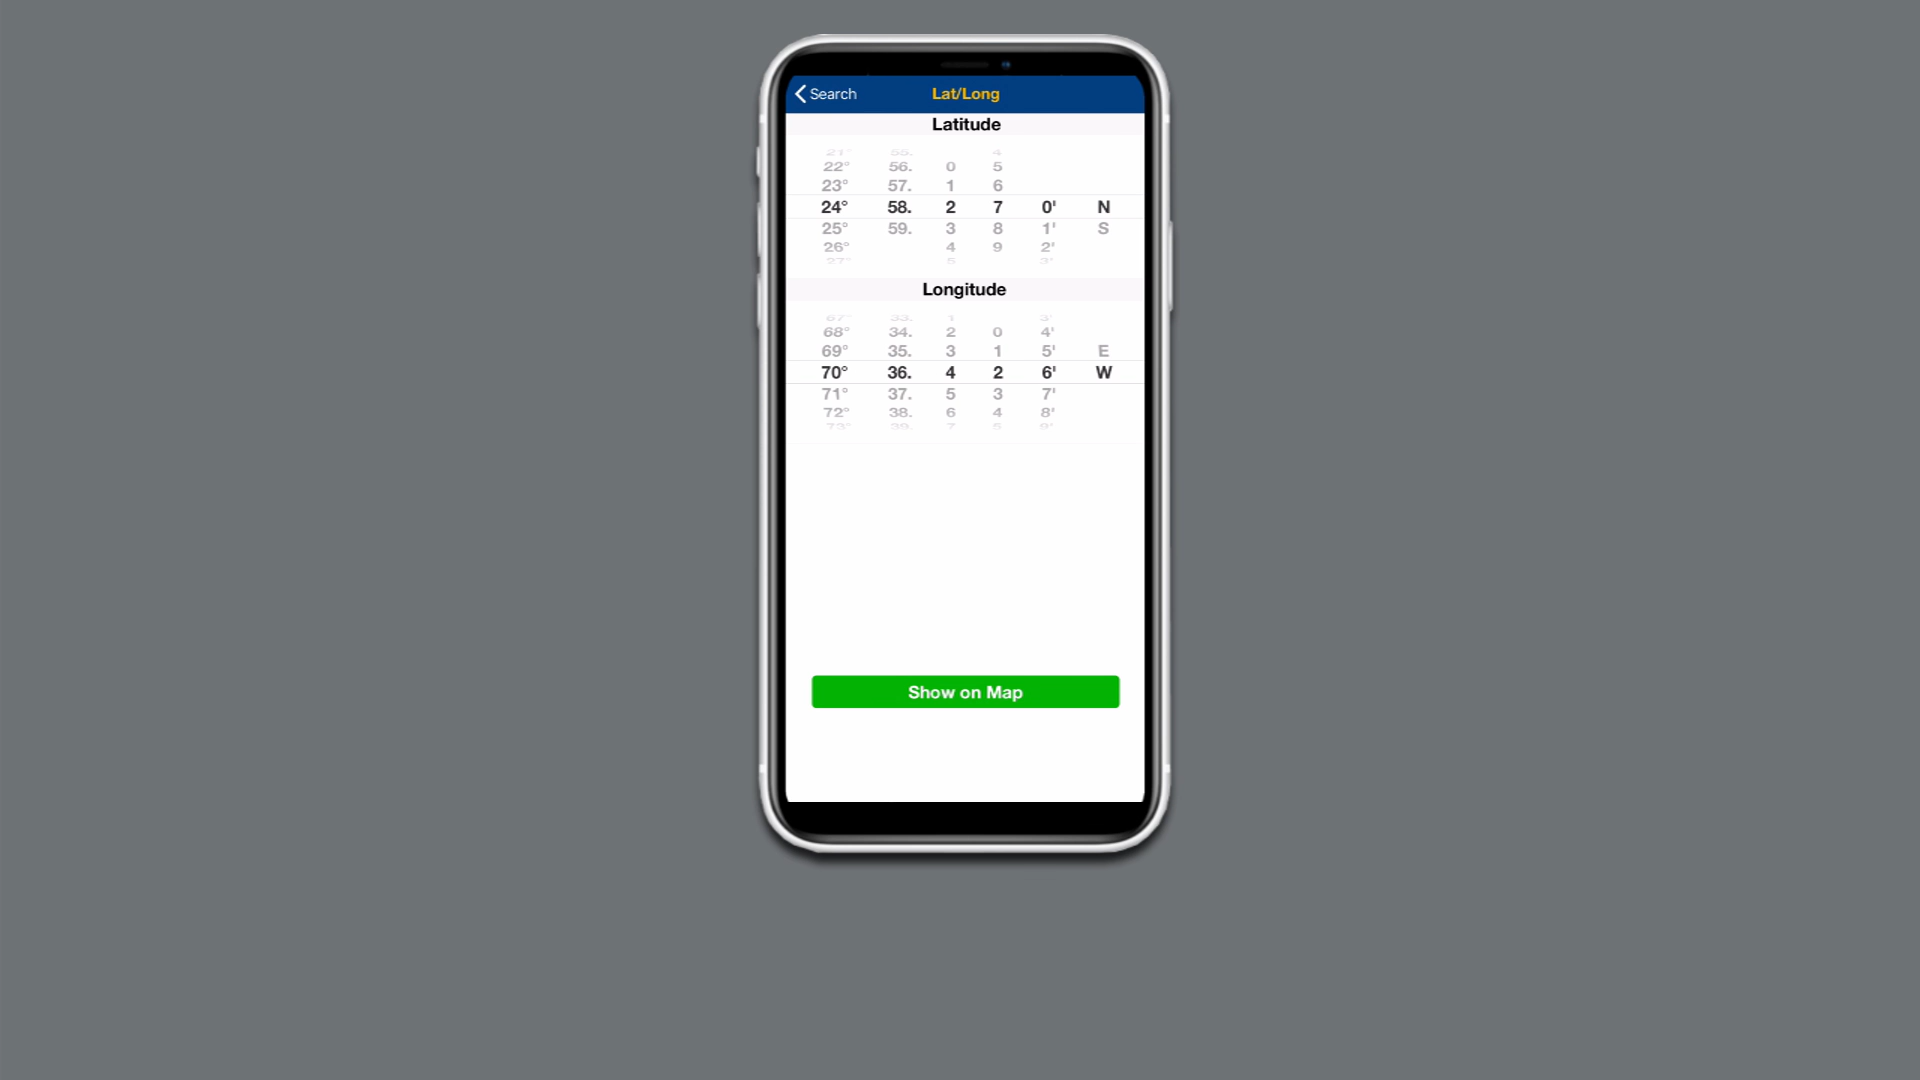 Search Lat/Long
Latitude
21° 55. 4
22° 56. 0 5
23° 57. 1 6
24° 58. 2 7 0' N
25° 59. 3 8 1' S
26° 4 9 2'
27° 5 3'
Longitude
67° 33. 1 3'
68° 34. 2 0 4'
69° 35. 3 1 5' E
70° 36. 4 2 6' W
71° 37. 5 3 7'
72° 38. 6 4 8'
73° 39. 7 5 9'
Show on Map